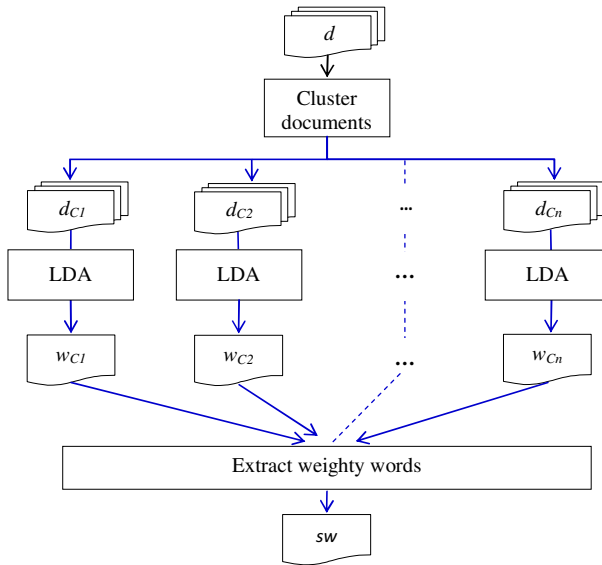 d
Cluster
documents
dC1 dC2 ... dCn
LDA LDA ... LDA
wC1 wC2 ... wCn
Extract weighty words
sw